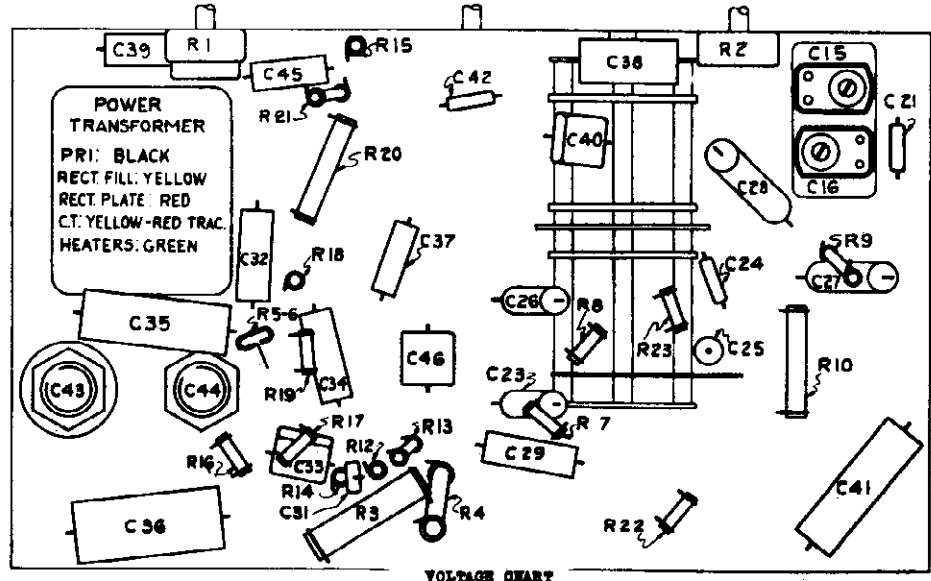 C39
R1
R15
C45
R21
C42
C38
R2
C15
C21
C16
POWER
TRANSFORMER
PRI: BLACK
RECT. FILL: YELLOW
RECT. PLATE: RED
C.T: YELLOW-RED TRAC.
HEATERS: GREEN
R20
C40
C28
C32
R18
C37
C24
R9
C27
C35
R5-6
C26
R8
R23
C25
R10
C43
C44
R19
C34
C46
C23
R7
R17
R16
C33
R12
R13
C29
R14
C31
R3
R4
C36
R22
C41
VOLTAGE CHART